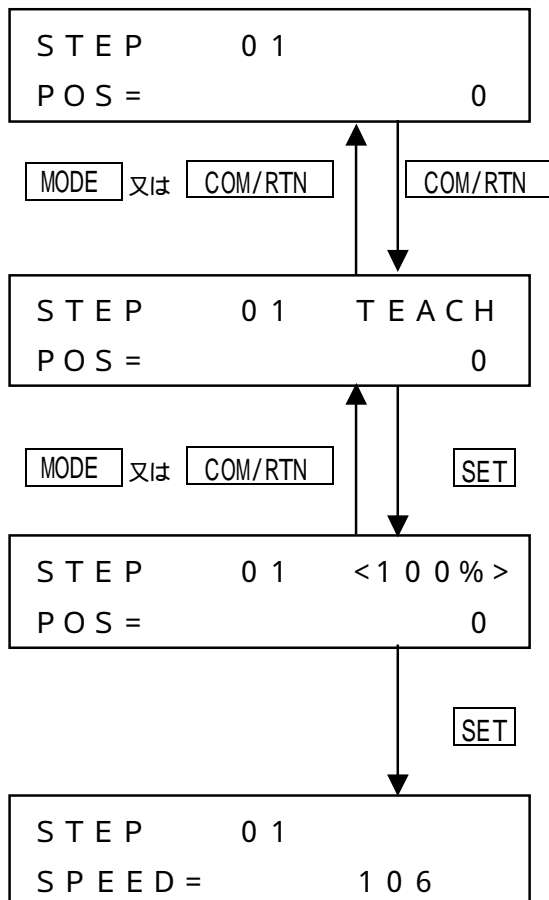 STEP 01
POS= 0
MODE 又は COM/RTN COM/RTN
STEP 01 TEACH
POS= 0
MODE 又は COM/RTN SET
STEP 01 <100%>
POS= 0
SET
STEP 01
SPEED= 106